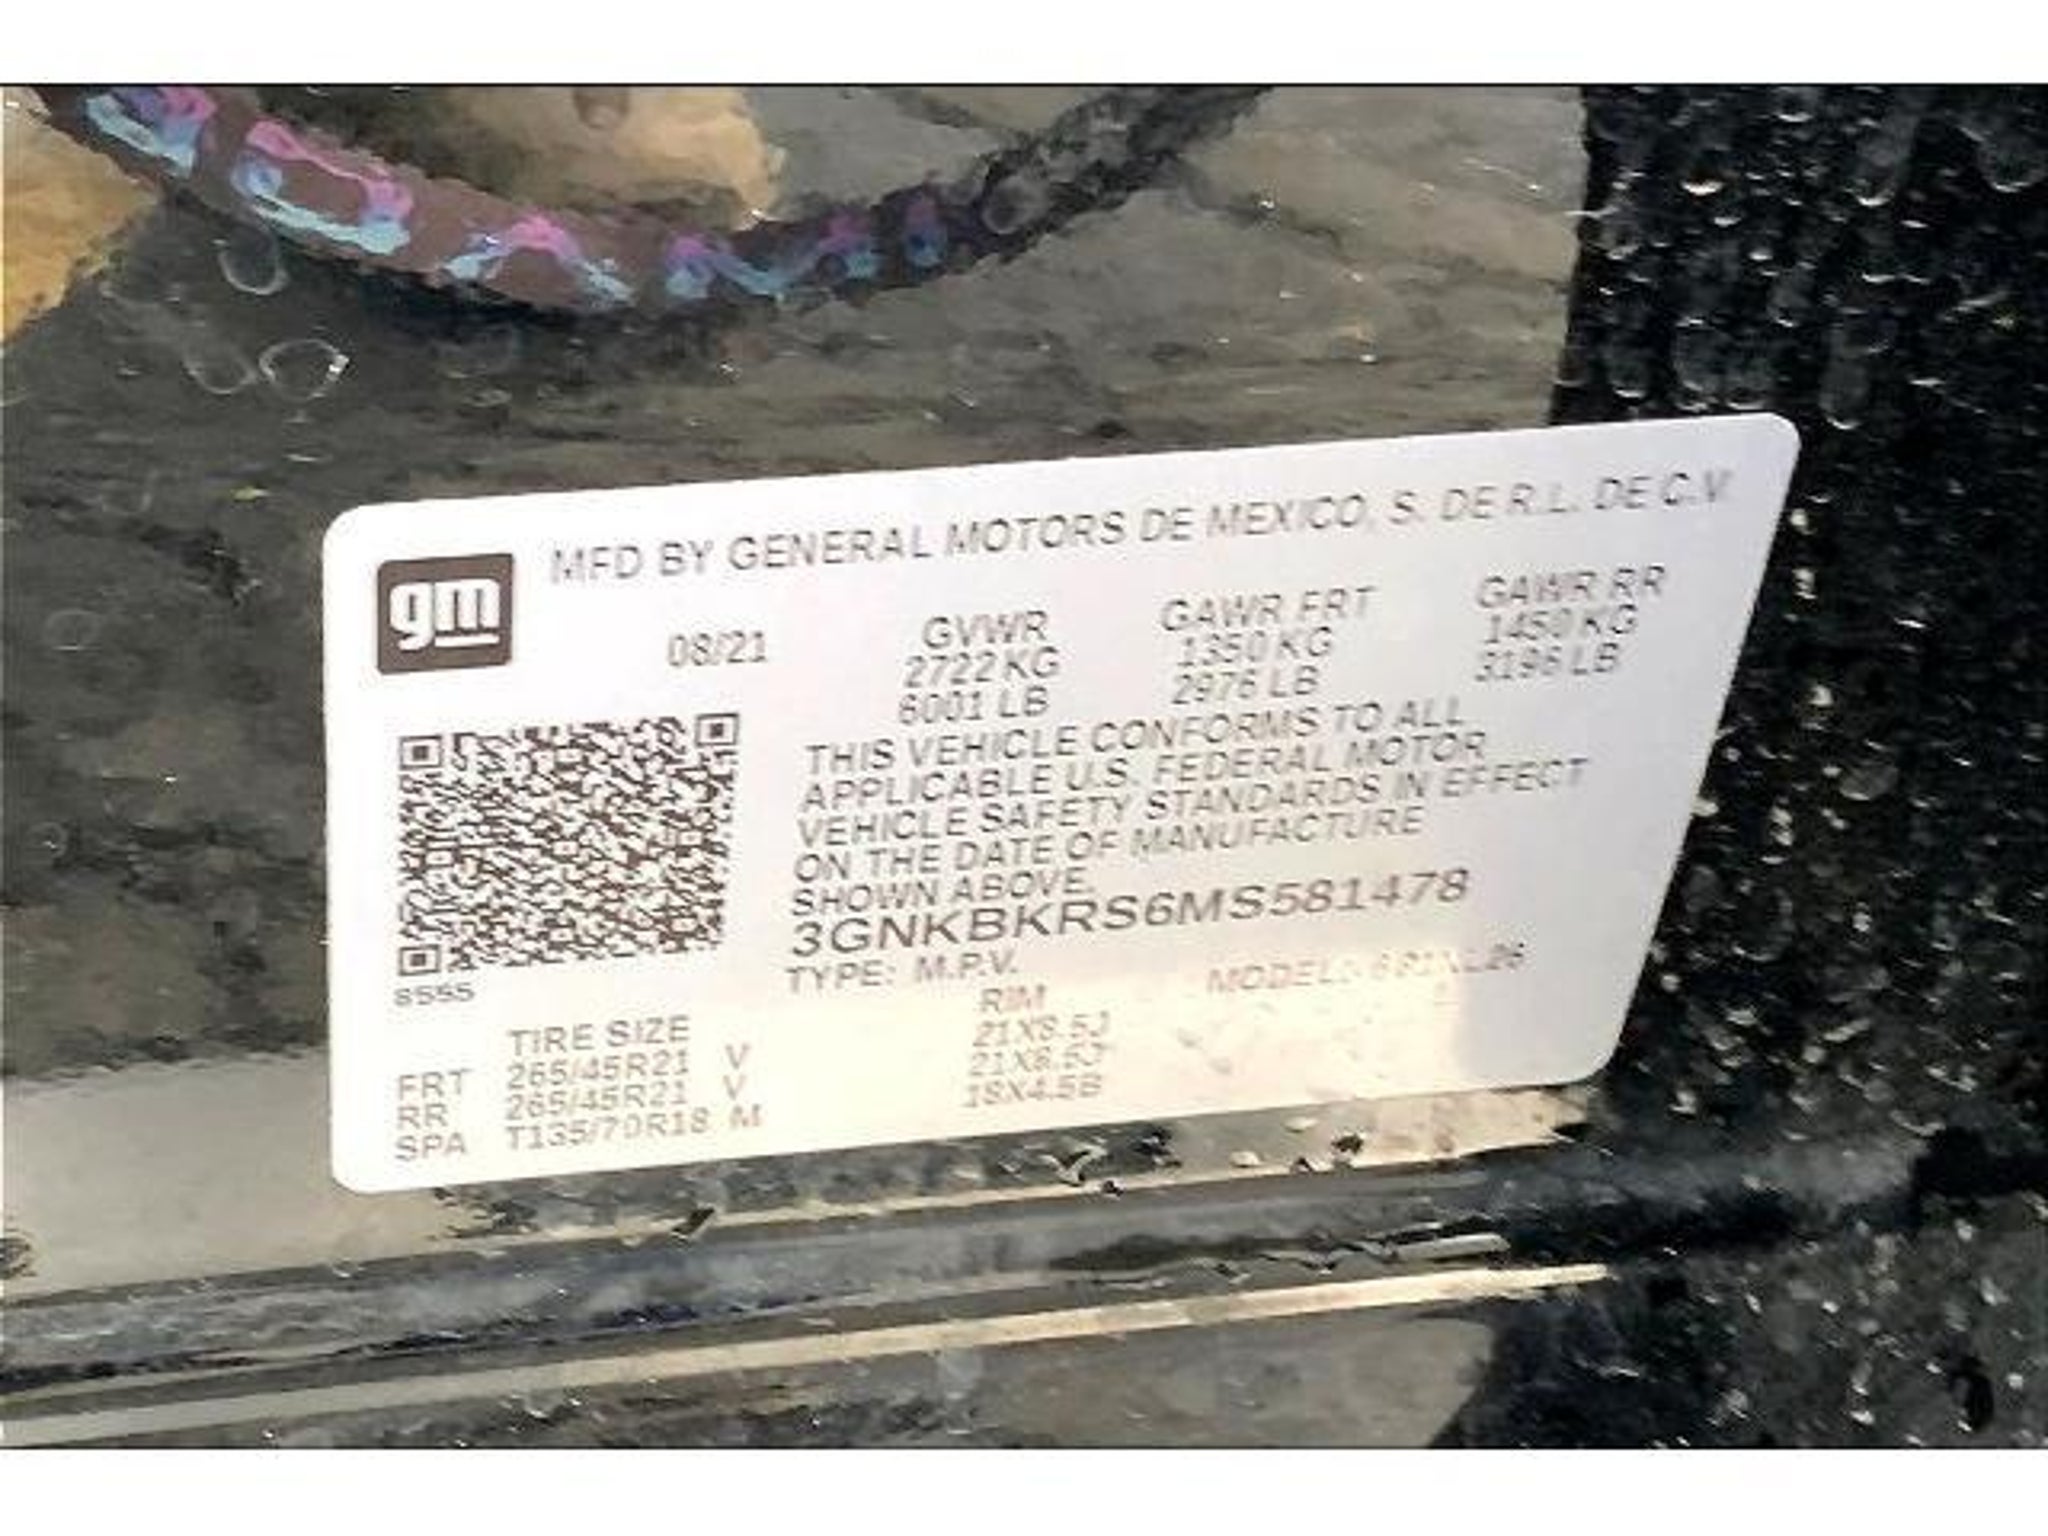 gm
MFD BY GENERAL MOTORS DE MEXICO, S. DE R.L. DE C.V.
08/21 GVWR GAWR FRT GAWR RR
2722 KG 1350 KG 1450 KG
6001 LB 2976 LB 3196 LB
THIS VEHICLE CONFORMS TO ALL
APPLICABLE U.S. FEDERAL MOTOR
VEHICLE SAFETY STANDARDS IN EFFECT
ON THE DATE OF MANUFACTURE
SHOWN ABOVE.
3GNKBKRS6MS581478
TYPE: M.P.V. MODEL:
8555
TIRE SIZE RIM
FRT 265/45R21 V 21X8.5J
RR 265/45R21 V 21X8.5J
SPA T135/70R18 M 18X4.5B